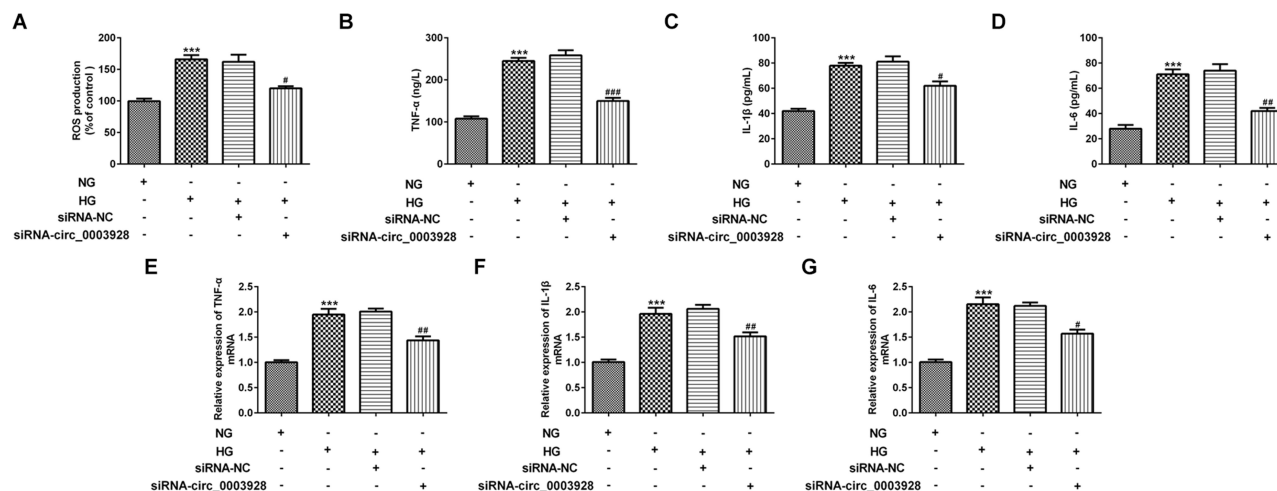 A
ROS production
(%of control )
200
150
100
50
0
***
#
NG + - - -
HG - + + +
siRNA-NC - - + -
siRNA-circ_0003928 - - - +
B
TNF-α (ng/L)
300
200
100
0
***
###
NG + - - -
HG - + + +
siRNA-NC - - + -
siRNA-circ_0003928 - - - +
C
IL-1β (pg/mL)
100
80
60
40
20
0
***
#
NG + - - -
HG - + + +
siRNA-NC - - + -
siRNA-circ_0003928 - - - +
D
IL-6
(pg/mL)
100
80
60
40
20
0
***
##
NG + - - -
HG - + + +
siRNA-NC - - + -
siRNA-circ_0003928 - - - +
E
Relative expression of TNF-α
mRNA
2.5
2.0
1.5
1.0
0.5
0.0
***
##
NG + - - -
HG - + + +
siRNA-NC - - + -
siRNA-circ_0003928 - - - +
F
Relative expression of IL-1β
mRNA
2.5
2.0
1.5
1.0
0.5
0.0
***
##
NG + - - -
HG - + + +
siRNA-NC - - + -
siRNA-circ_0003928 - - - +
G
Relative expression of IL-6
mRNA
2.5
2.0
1.5
1.0
0.5
0.0
***
#
NG + - - -
HG - + + +
siRNA-NC - - + -
siRNA-circ_0003928 - - - +